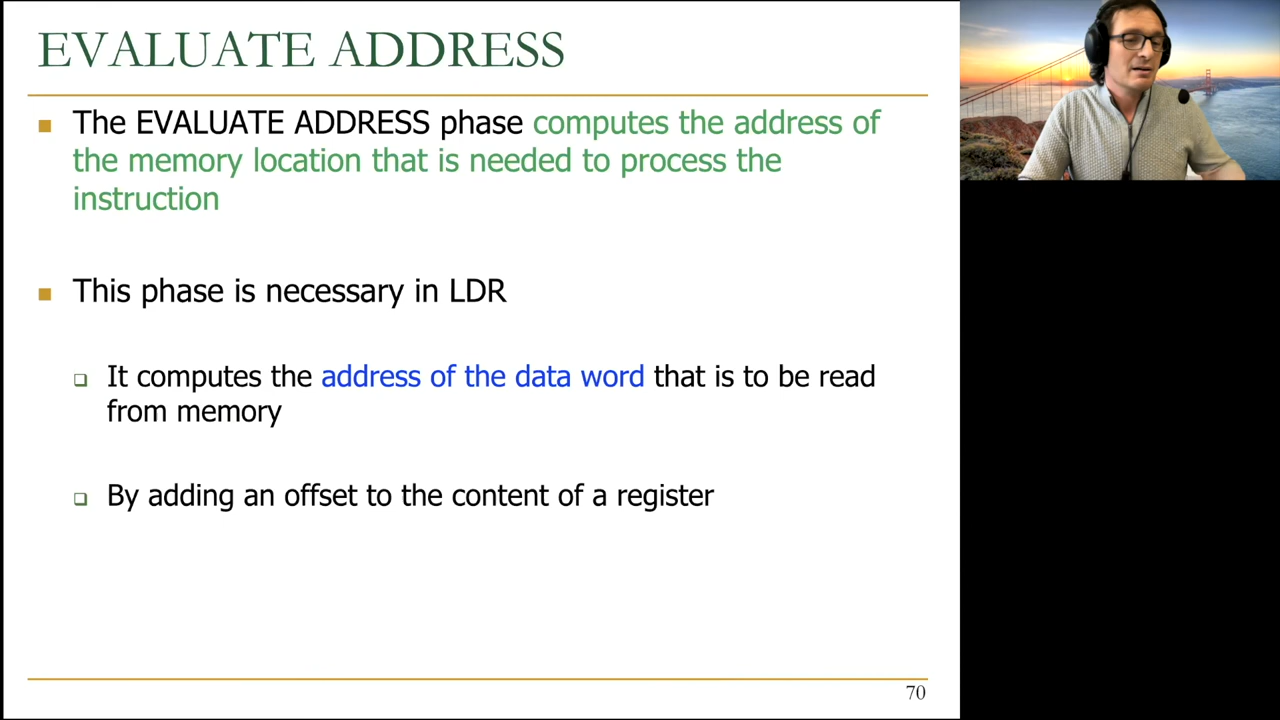 EVALUATE ADDRESS
The EVALUATE ADDRESS phase computes the address of
the memory location that is needed to process the
instruction
This phase is necessary in LDR
It computes the address of the data word that is to be read
from memory
By adding an offset to the content of a register
70